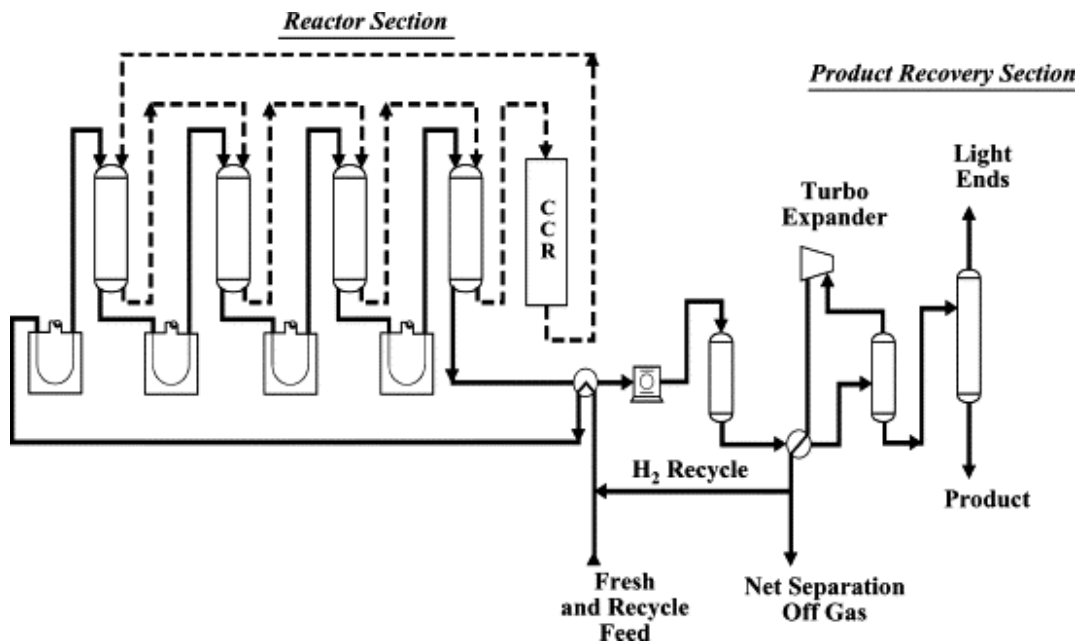 Reactor Section
Product Recovery Section
Light
Ends
Turbo
Expander
C
C
R
H₂ Recycle
Product
Fresh
and Recycle
Feed
Net Separation
Off Gas